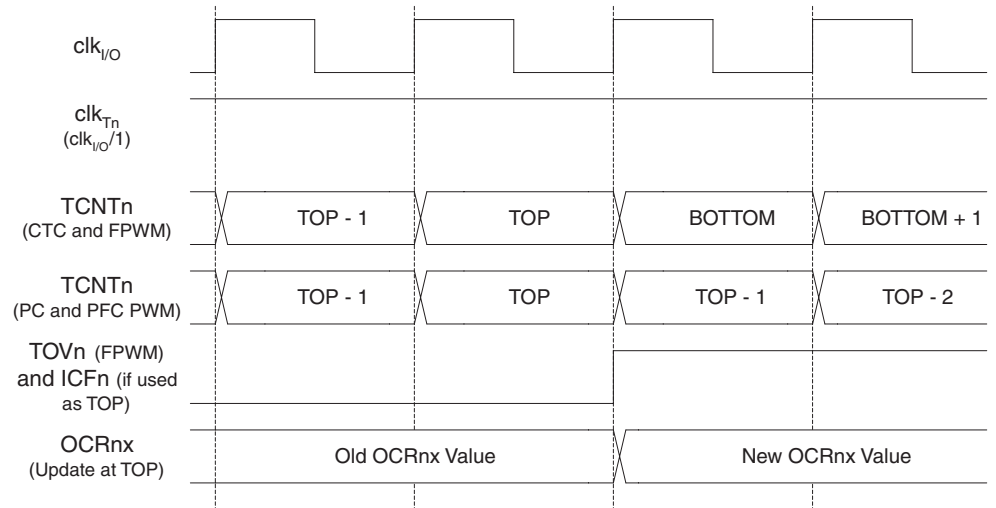 clkI/O
clkTn
(clkI/O/1)
TCNTn
(CTC and FPWM)
TOP - 1
TOP
BOTTOM
BOTTOM + 1
TCNTn
(PC and PFC PWM)
TOP - 1
TOP
TOP - 1
TOP - 2
TOVn (FPWM)
and ICFn (if used
as TOP)
OCRnx
(Update at TOP)
Old OCRnx Value
New OCRnx Value